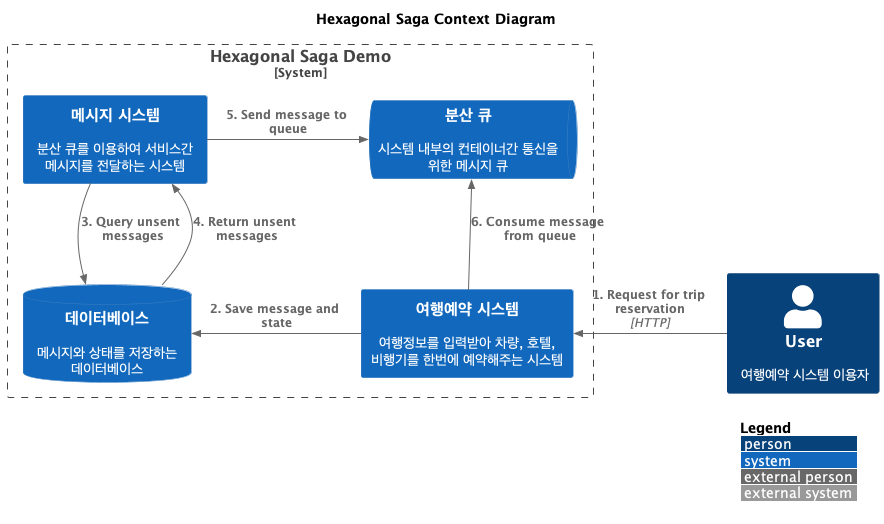 Hexagonal Saga Context Diagram
Hexagonal Saga Demo
[System]
메시지 시스템
분산 큐를 이용하여 서비스간
메시지를 전달하는 시스템
5. Send message to
queue
분산 큐
시스템 내부의 컨테이너간 통신을
위한 메시지 큐
3. Query unsent
messages
4. Return unsent
messages
6. Consume message
from queue
데이터베이스
메시지와 상태를 저장하는
데이터베이스
2. Save message and
state
여행예약 시스템
여행정보를 입력받아 차량, 호텔,
비행기를 한번에 예약해주는 시스템
1. Request for trip
reservation
[HTTP]
User
여행예약 시스템 이용자
Legend
person
system
external person
external system